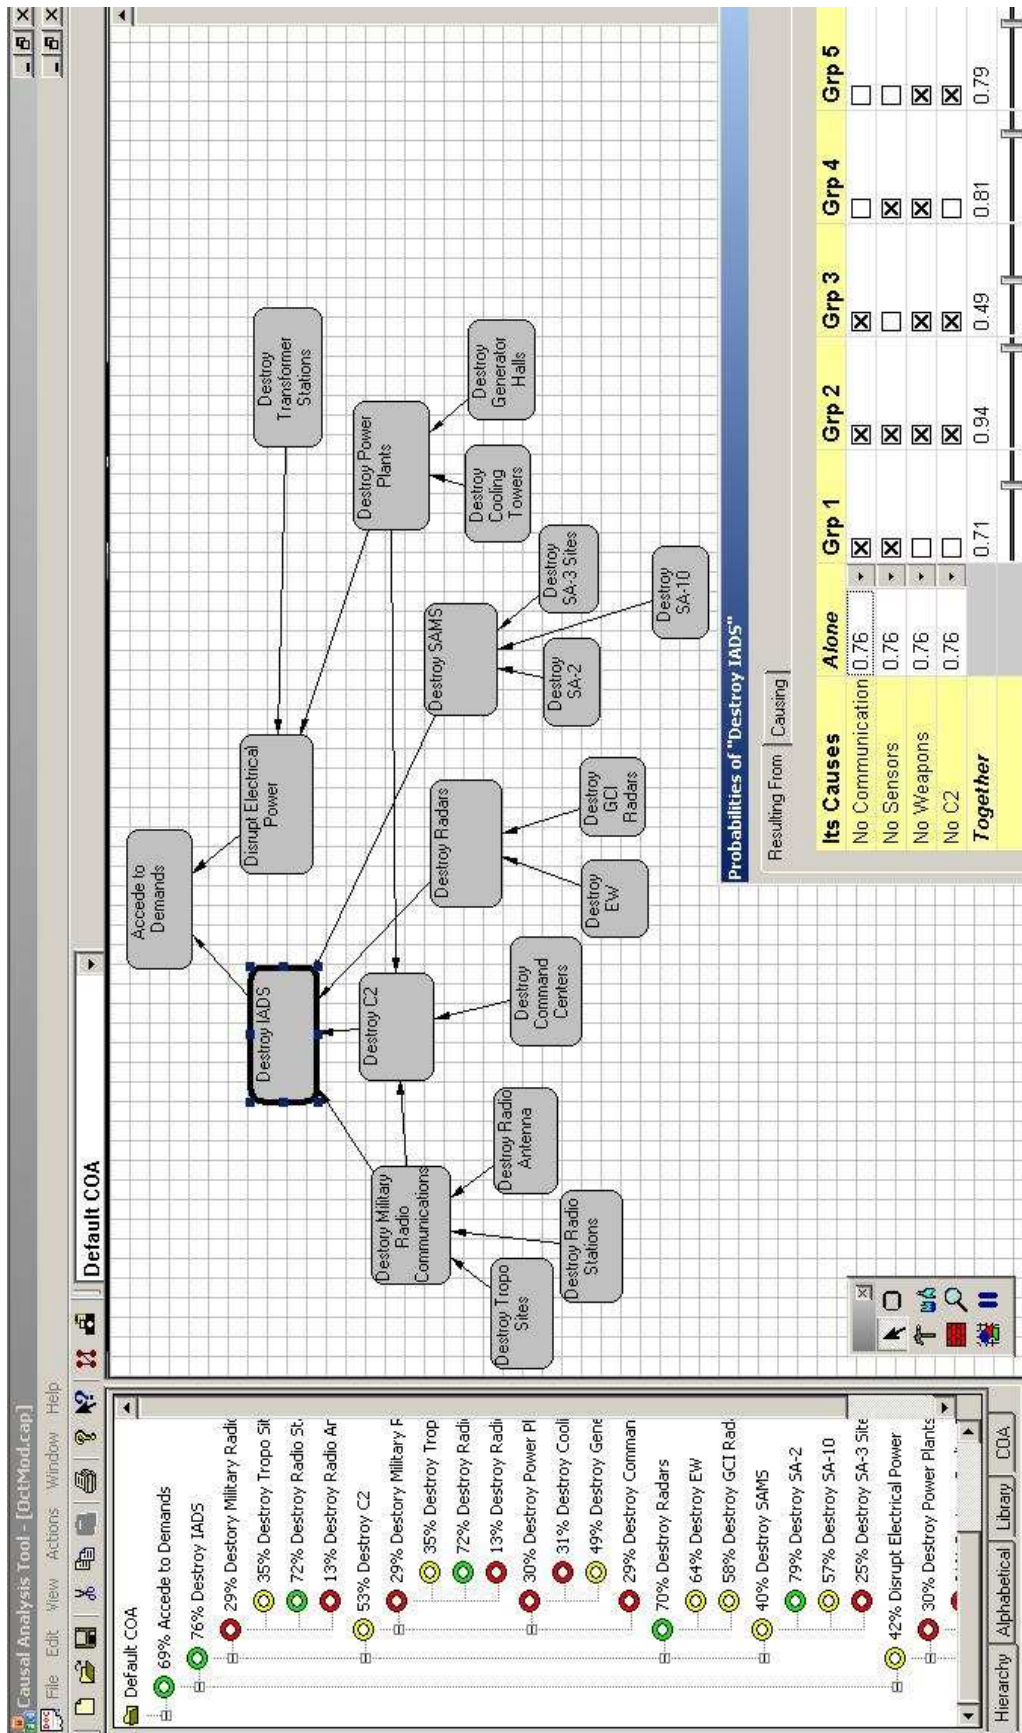 Causal Analysis Tool - [OctMod.cap]
File Edit View Actions Window Help
Default COA
Default COA
69% Accede to Demands
76% Destroy IADS
29% Destory Military Radic
35% Destroy Tropo Sit
72% Destroy Radio St.
13% Destroy Radio Ar
53% Destroy C2
29% Destory Military F
35% Destroy Trop
72% Destroy Radi
13% Destroy Radi
30% Destroy Power Pl
31% Destroy Cooli
49% Destroy Gene
29% Destroy Comman
70% Destroy Radars
64% Destroy EW
58% Destroy GCI Rad.
40% Destroy SAMS
79% Destroy SA-2
57% Destroy SA-10
25% Destroy SA-3 Site
42% Disrupt Electrical Power
30% Destroy Power Plants
Hierarchy Alphabetical Library COA
Accede to
Demands
Destroy IADS
Disrupt Electrical
Power
Destroy
Transformer
Stations
Destory Military
Radio
Communications
Destroy C2
Destroy Radars
Destroy SAMS
Destroy Power
Plants
Destroy Tropo
Sites
Destroy Radio
Stations
Destroy Radio
Antenna
Destroy
Command
Centers
Destroy
EW
Destroy
GCI
Radars
Destroy
SA-2
Destroy
SA-10
Destroy
SA-3 Sites
Destroy
Cooling
Towers
Destroy
Generator
Halls
Probabilities of "Destroy IADS"
Resulting From Causing
Its Causes Alone Grp 1 Grp 2 Grp 3 Grp 4 Grp 5
No Communication 0.76
No Sensors 0.76
No Weapons 0.76
No C2 0.76
Together 0.71 0.94 0.49 0.81 0.79